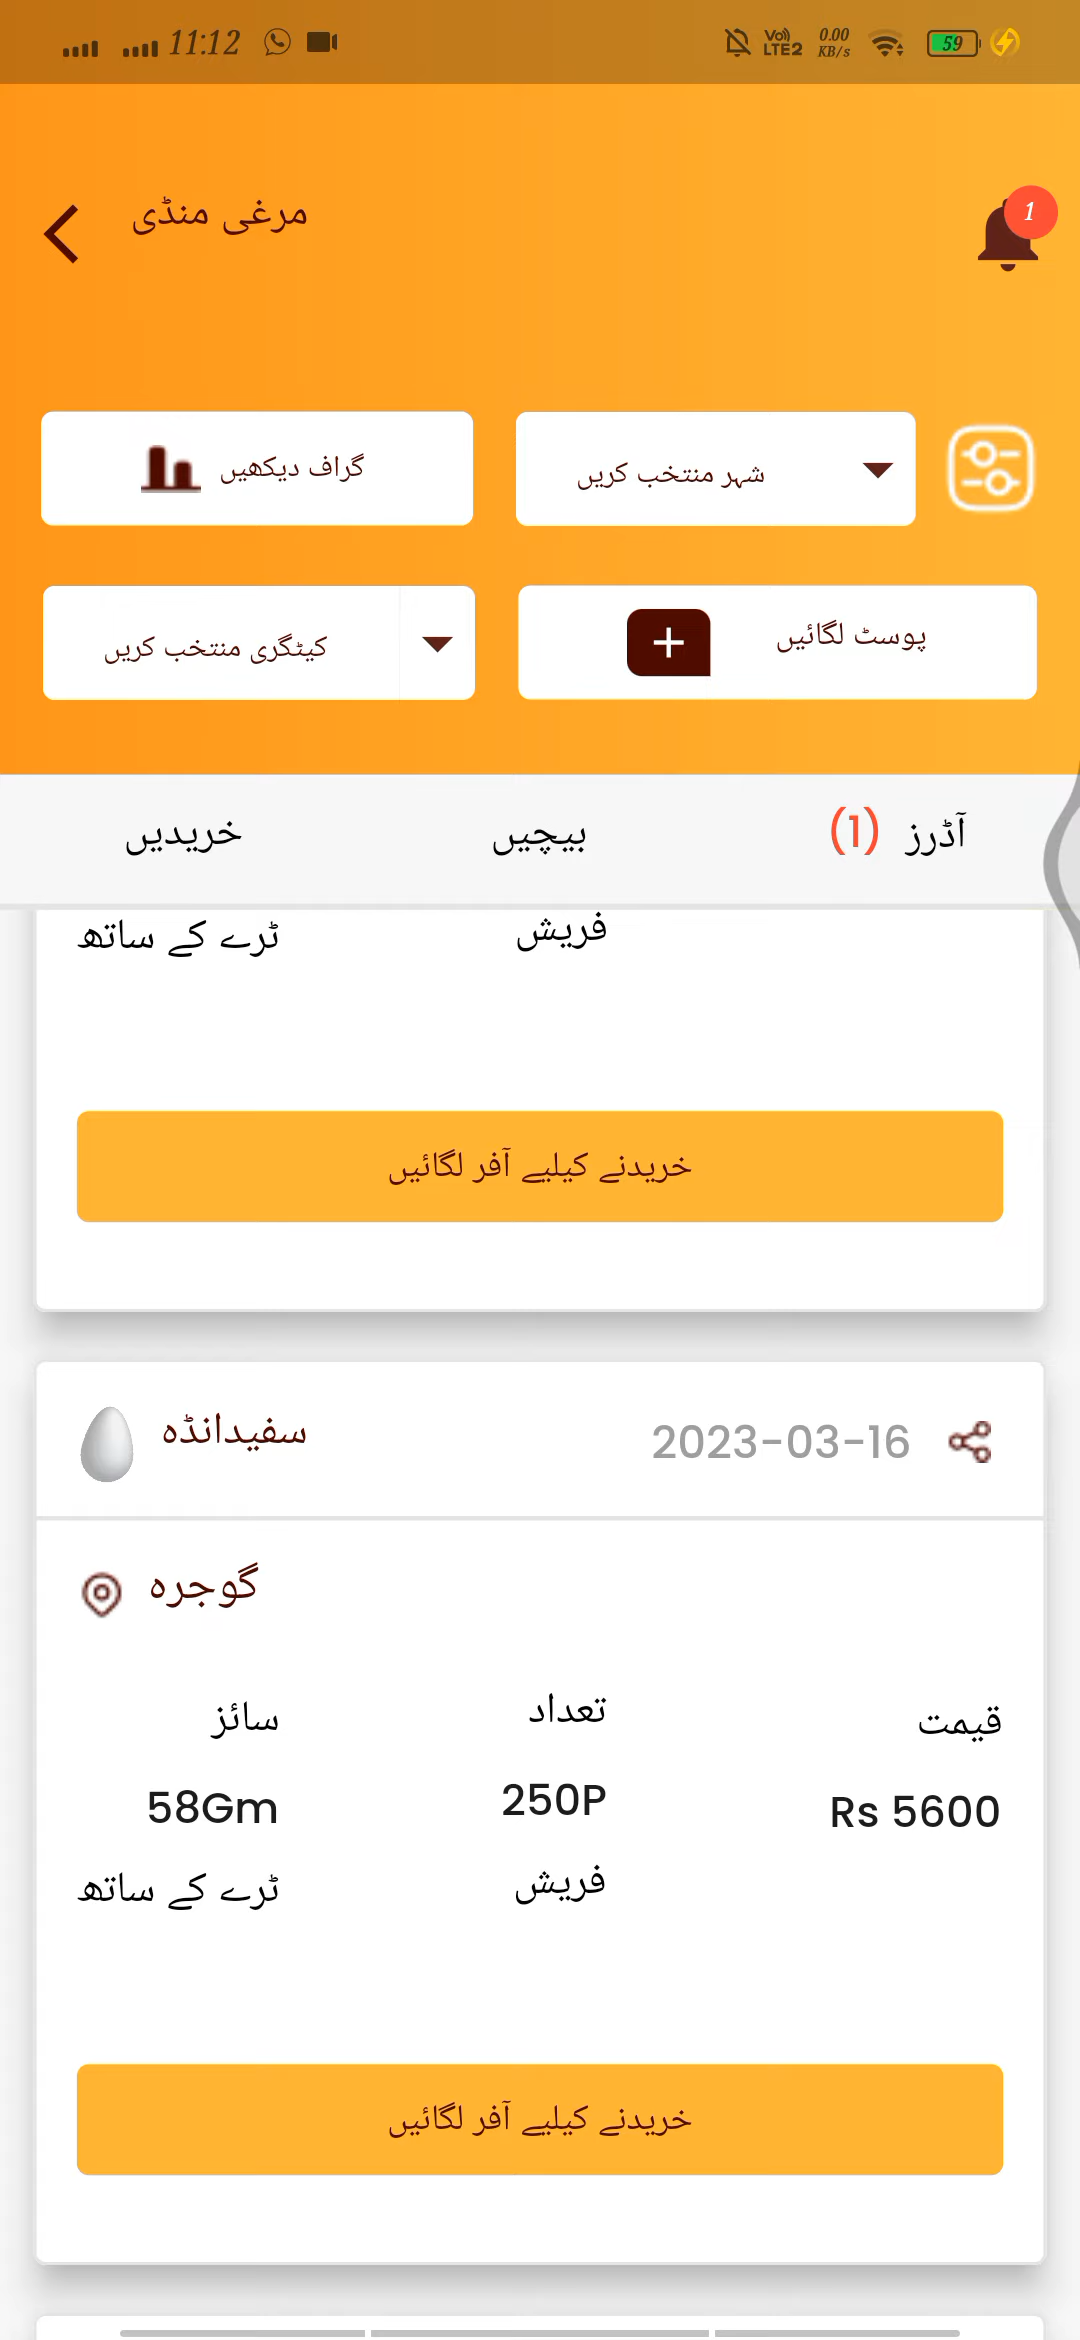 11:12 Vo)) LTE2 0.00 KB/s 59
مرغی منڈی
1
گراف دیکھیں
شہر منتخب کریں
کیٹگری منتخب کریں
+ پوسٹ لگائیں
خریدیں
بیچیں
آڈرز (1)
ٹرے کے ساتھ
فریش
خریدنے کیلیے آفر لگائیں
سفیدانڈہ
2023-03-16
گوجرہ
سائز
تعداد
قیمت
58Gm
250P
Rs 5600
ٹرے کے ساتھ
فریش
خریدنے کیلیے آفر لگائیں